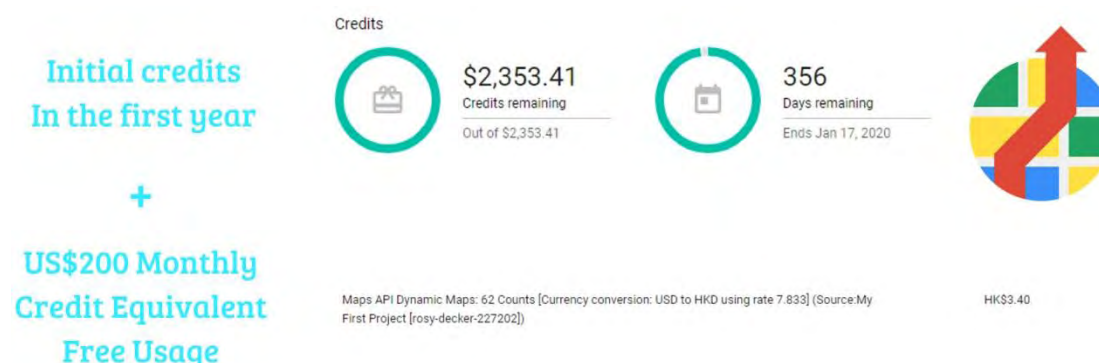 Initial credits
In the first year
+
US$200 Monthly
Credit Equivalent
Free Usage
Credits
$2,353.41
Credits remaining
Out of $2,353.41
356
Days remaining
Ends Jan 17, 2020
Maps API Dynamic Maps: 62 Counts [Currency conversion: USD to HKD using rate 7.833] (Source:My
First Project [rosy-decker-227202])
HK$3.40